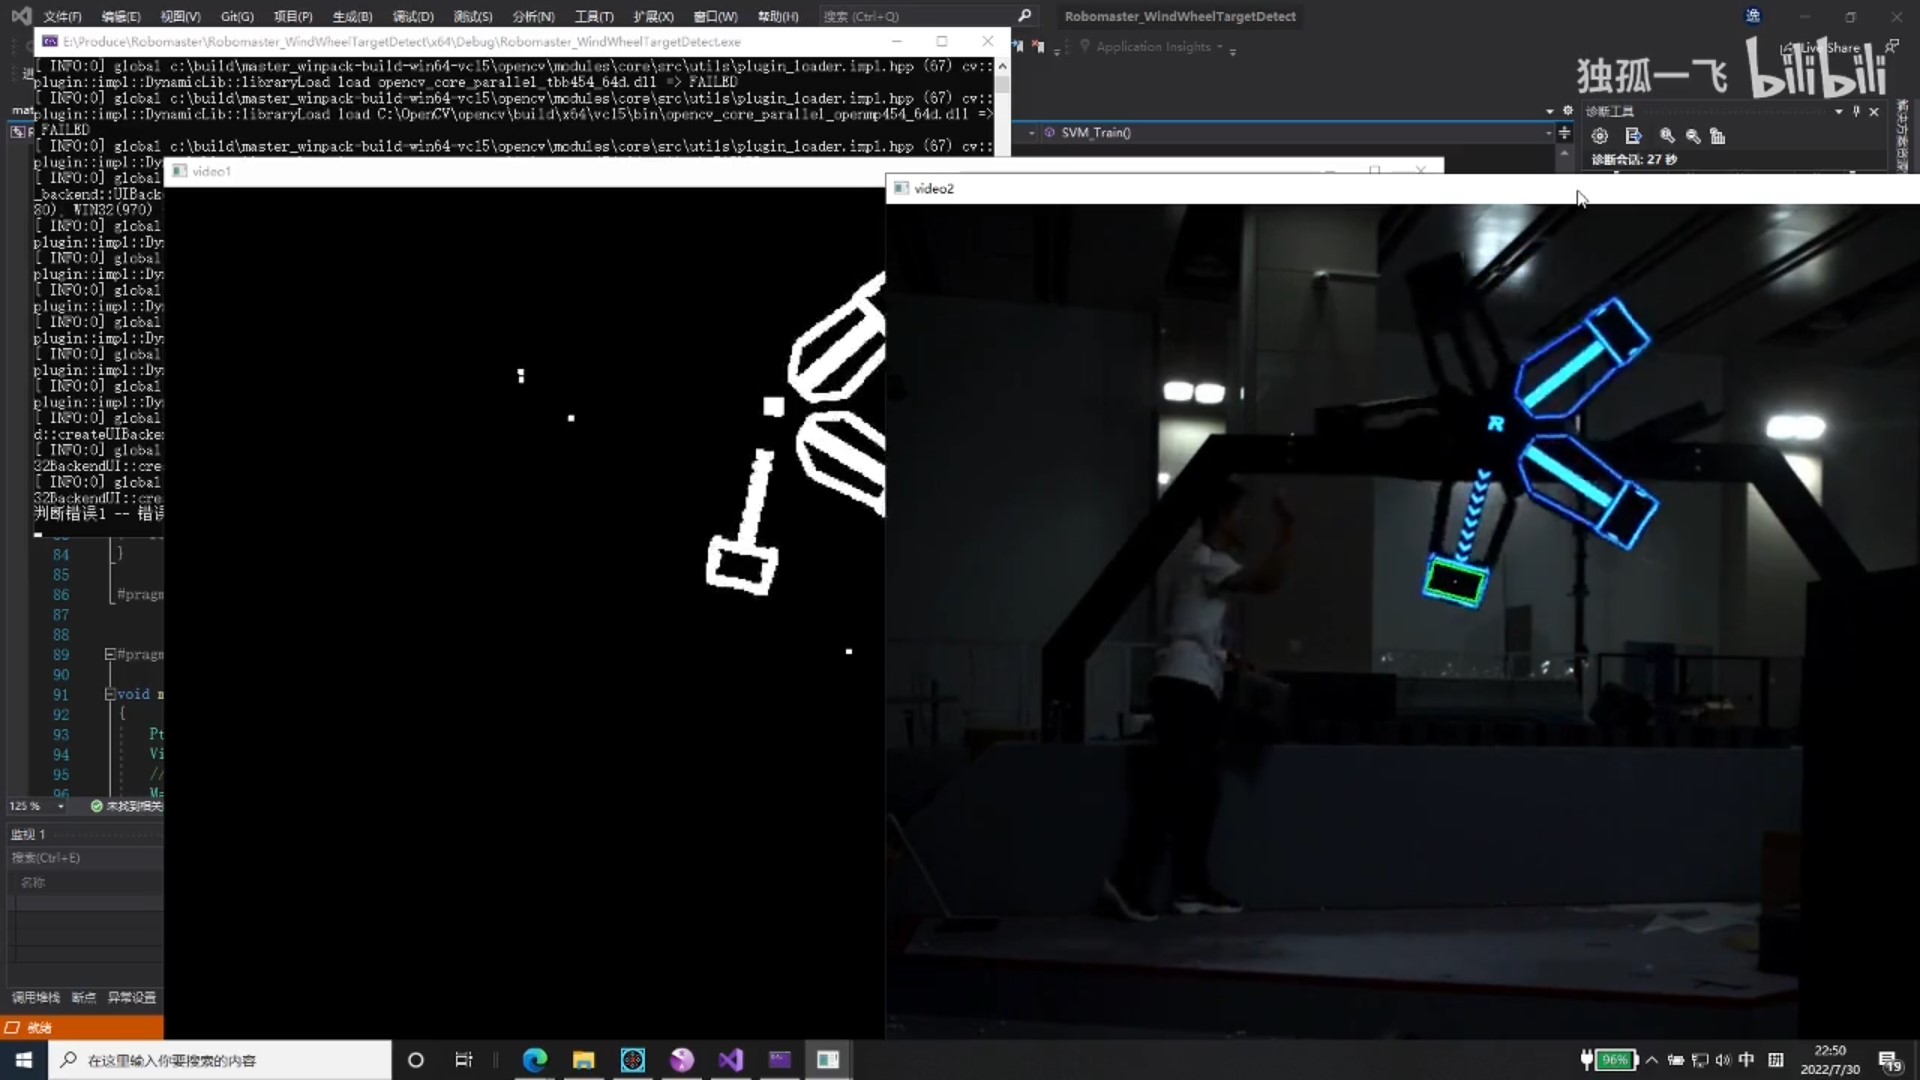 文件(F) 编辑(E) 视图(V) Git(G) 项目(P) 生成(B) 调试(D) 测试(S) 分析(N) 工具(T) 扩展(X) 窗口(W) 帮助(H) 搜索 (Ctrl+Q) Robomaster_WindWheelTargetDetect
E:\Produce\Robomaster\Robomaster_WindWheelTargetDetect\x64\Debug\Robomaster_WindWheelTargetDetect.exe
Application Insights
Live Share
独孤一飞 bilibili
[ INFO:0] global c:\build\master_winpack-build-win64-vc15\opencv\modules\core\src\utils\plugin_loader.impl.hpp (67) cv::
plugin::impl::DynamicLib::libraryLoad load opencv_core_parallel_tbb454_64d.dll => FAILED
[ INFO:0] global c:\build\master_winpack-build-win64-vc15\opencv\modules\core\src\utils\plugin_loader.impl.hpp (67) cv::
plugin::impl::DynamicLib::libraryLoad load C:\OpenCV\opencv\build\x64\vc15\bin\opencv_core_parallel_openmp454_64d.dll =>
FAILED
[ INFO:0] global c:\build\master_winpack-build-win64-vc15\opencv\modules\core\src\utils\plugin_loader.impl.hpp (67) cv::
SVM_Train()
诊断工具
诊断会话: 27 秒
plugin::impl::Dy
[ INFO:0] global
_backend::UIBack
80), WIN32(970)
[ INFO:0] global
plugin::impl::Dy
[ INFO:0] global
plugin::impl::Dy
[ INFO:0] global
plugin::impl::Dy
[ INFO:0] global
plugin::impl::Dy
[ INFO:0] global
plugin::impl::Dy
[ INFO:0] global
plugin::impl::Dy
[ INFO:0] global
d::createUIBacke
[ INFO:0] global
32BackendUI::cre
[ INFO:0] global
32BackendUI::cre
判断错误1 -- 错误
video1
video2
R
84 }
85
86 #pragm
87
88
89 #pragm
90
91 void m
92 {
93 Pt
94 Vi
95 //
96 M
125 %
未找到相关
监视 1
搜索(Ctrl+E)
名称
调用堆栈 断点 异常设置
就绪
在这里输入你要搜索的内容
96%
中
22:50
2022/7/30
19